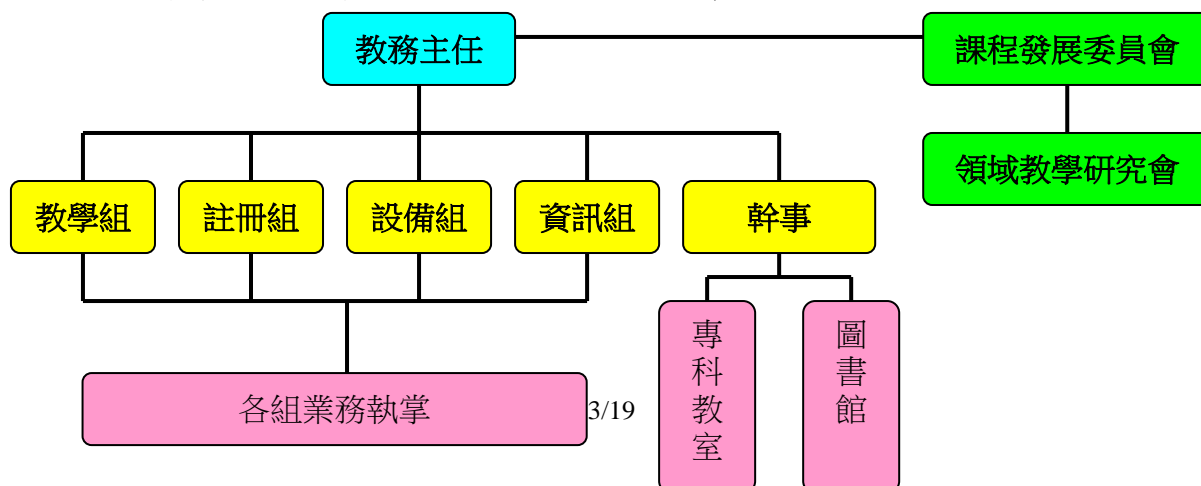 教務主任
課程發展委員會
領域教學研究會
教學組
註冊組
設備組
資訊組
幹事
專科教室
圖書館
各組業務執掌
3/19